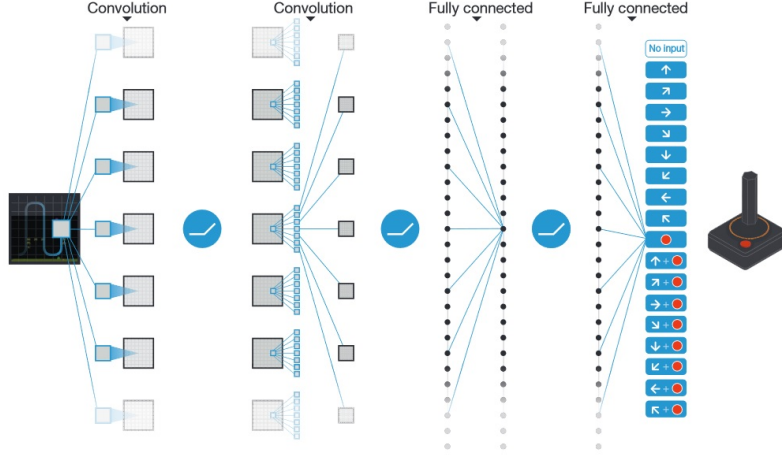 Convolution
Convolution
Fully connected
Fully connected
No input
+
+
+
+
+
+
+
+